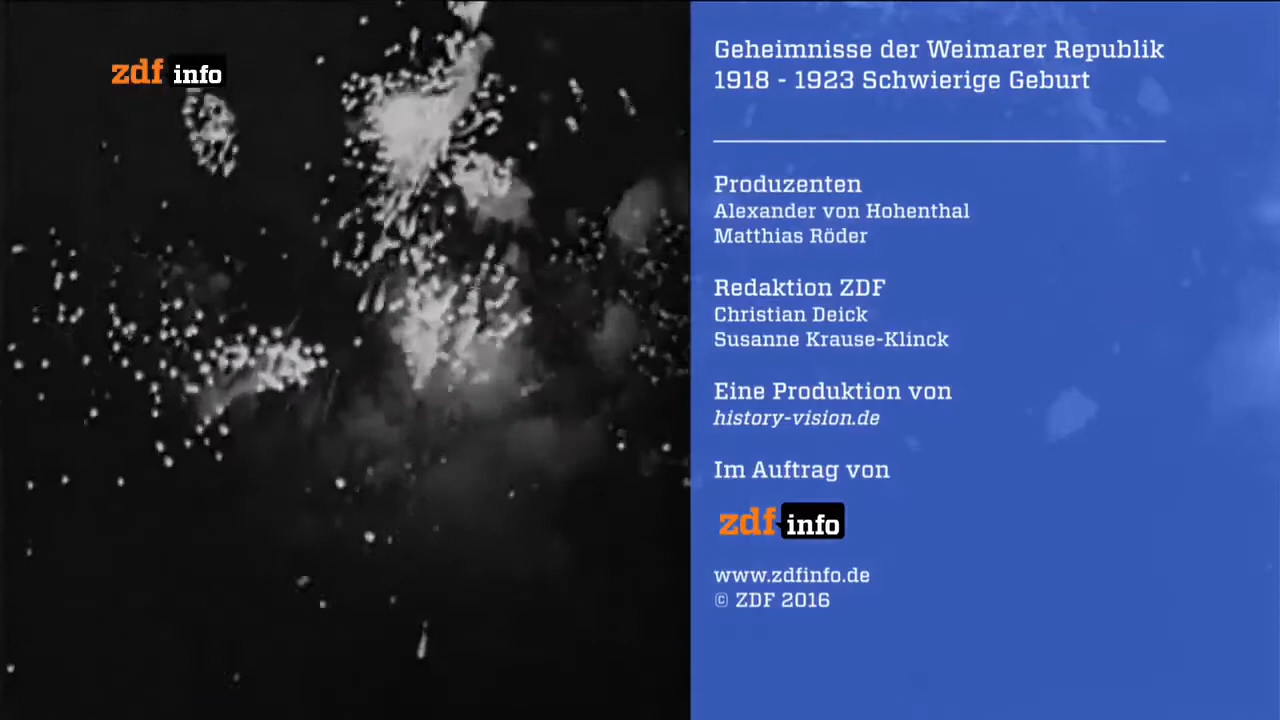 zdf info
Geheimnisse der Weimarer Republik
1918 - 1923 Schwierige Geburt
Produzenten
Alexander von Hohenthal
Matthias Röder
Redaktion ZDF
Christian Deick
Susanne Krause-Klinck
Eine Produktion von
history-vision.de
Im Auftrag von
zdf info
www.zdfinfo.de
© ZDF 2016